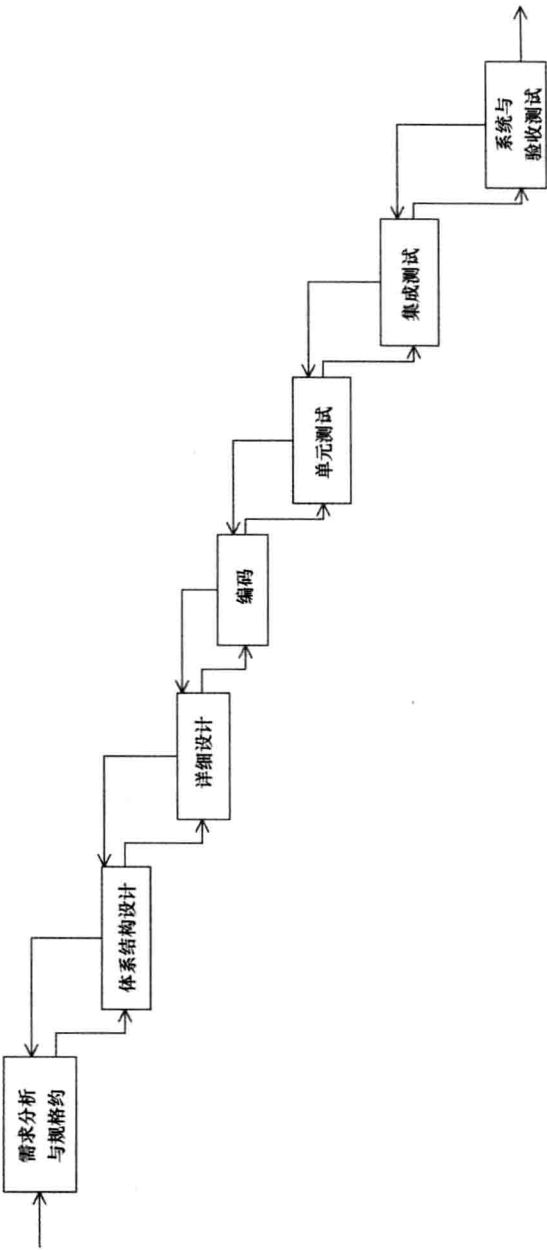 需求分析
与规格约
体系结构设计
详细设计
编码
单元测试
集成测试
系统与
验收测试